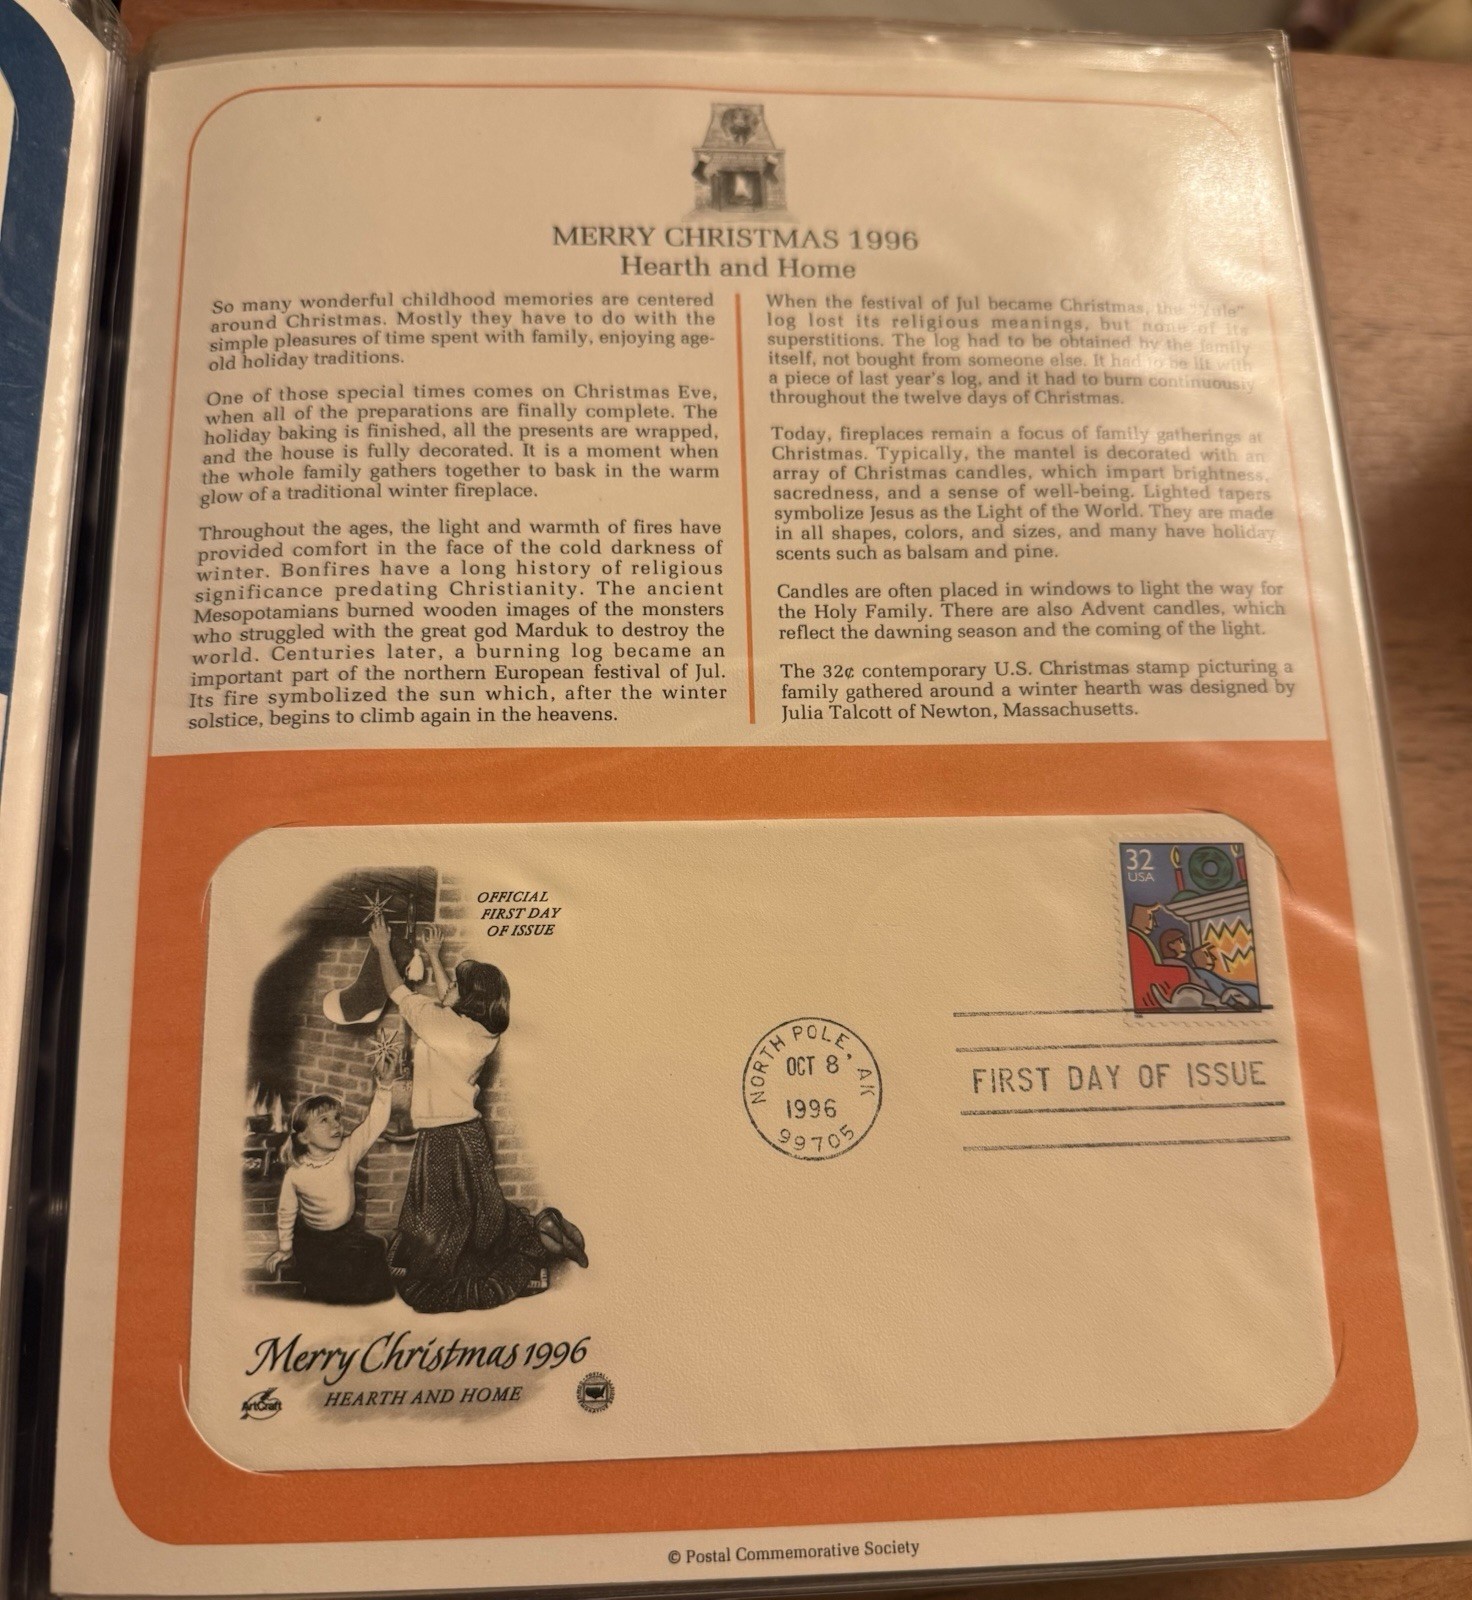 MERRY CHRISTMAS 1996
Hearth and Home
So many wonderful childhood memories are centered
around Christmas. Mostly they have to do with the
simple pleasures of time spent with family, enjoying age-
old holiday traditions.
One of those special times comes on Christmas Eve,
when all of the preparations are finally complete. The
holiday baking is finished, all the presents are wrapped,
and the house is fully decorated. It is a moment when
the whole family gathers together to bask in the warm
glow of a traditional winter fireplace.
Throughout the ages, the light and warmth of fires have
provided comfort in the face of the cold darkness of
winter. Bonfires have a long history of religious
significance predating Christianity. The ancient
Mesopotamians burned wooden images of the monsters
who struggled with the great god Marduk to destroy the
world. Centuries later, a burning log became an
important part of the northern European festival of Jul.
Its fire symbolized the sun which, after the winter
solstice, begins to climb again in the heavens.
When the festival of Jul became Christmas, the "Yule"
log lost its religious meanings, but none of its
superstitions. The log had to be obtained by the family
itself, not bought from someone else. It had to be lit with
a piece of last year's log, and it had to burn continuously
throughout the twelve days of Christmas.
Today, fireplaces remain a focus of family gatherings at
Christmas. Typically, the mantel is decorated with an
array of Christmas candles, which impart brightness,
sacredness, and a sense of well-being. Lighted tapers
symbolize Jesus as the Light of the World. They are made
in all shapes, colors, and sizes, and many have holiday
scents such as balsam and pine.
Candles are often placed in windows to light the way for
the Holy Family. There are also Advent candles, which
reflect the dawning season and the coming of the light.
The 32¢ contemporary U.S. Christmas stamp picturing a
family gathered around a winter hearth was designed by
Julia Talcott of Newton, Massachusetts.
OFFICIAL
FIRST DAY
OF ISSUE
32
USA
NORTH POLE, AK
OCT 8
1996
99705
FIRST DAY OF ISSUE
Merry Christmas 1996
HEARTH AND HOME
ArtCraft
© Postal Commemorative Society